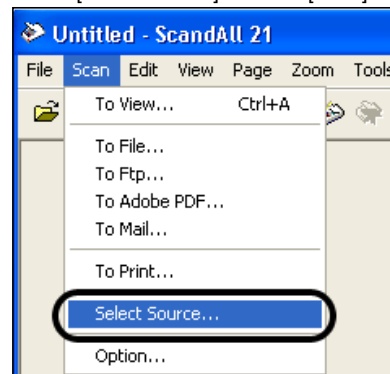 Untitled - ScandAll 21
File Scan Edit View Page Zoom Tools
To View... Ctrl+A
To File...
To Ftp...
To Adobe PDF...
To Mail...
To Print...
Select Source...
Option...